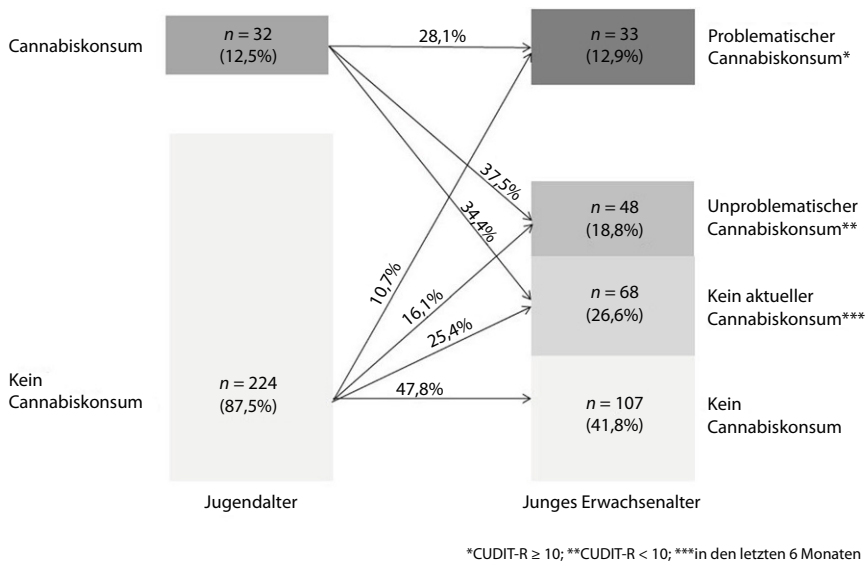 Cannabiskonsum
n = 32
(12,5%)
28,1%
n = 33
(12,9%)
Problematischer
Cannabiskonsum*
37,5%
34,4%
n = 48
(18,8%)
Unproblematischer
Cannabiskonsum**
10,7%
16,1%
25,4%
n = 68
(26,6%)
Kein aktueller
Cannabiskonsum***
Kein
Cannabiskonsum
n = 224
(87,5%)
47,8%
n = 107
(41,8%)
Kein
Cannabiskonsum
Jugendalter
Junges Erwachsenalter
*CUDIT-R ≥ 10; **CUDIT-R < 10; ***in den letzten 6 Monaten